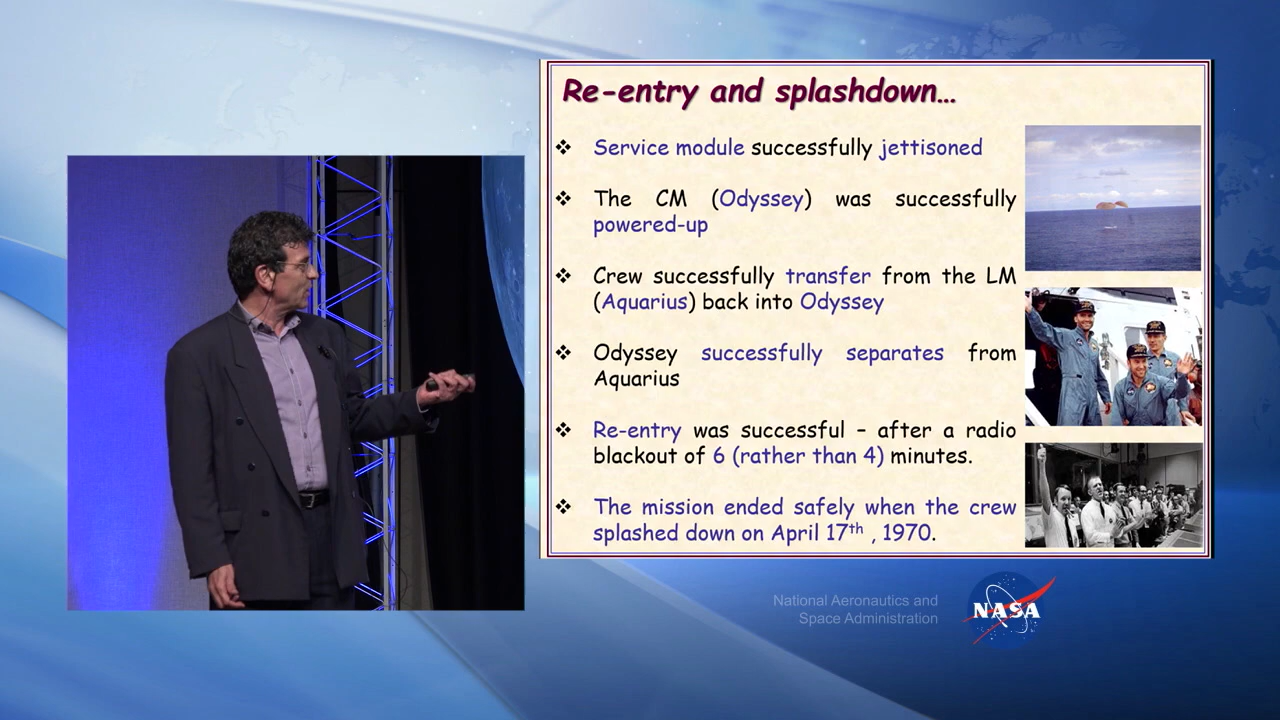 Re-entry and splashdown...
❖ Service module successfully jettisoned
❖ The CM (Odyssey) was successfully
powered-up
❖ Crew successfully transfer from the LM
(Aquarius) back into Odyssey
❖ Odyssey successfully separates from
Aquarius
❖ Re-entry was successful – after a radio
blackout of 6 (rather than 4) minutes.
❖ The mission ended safely when the crew
splashed down on April 17th , 1970.
National Aeronautics and
Space Administration
NASA